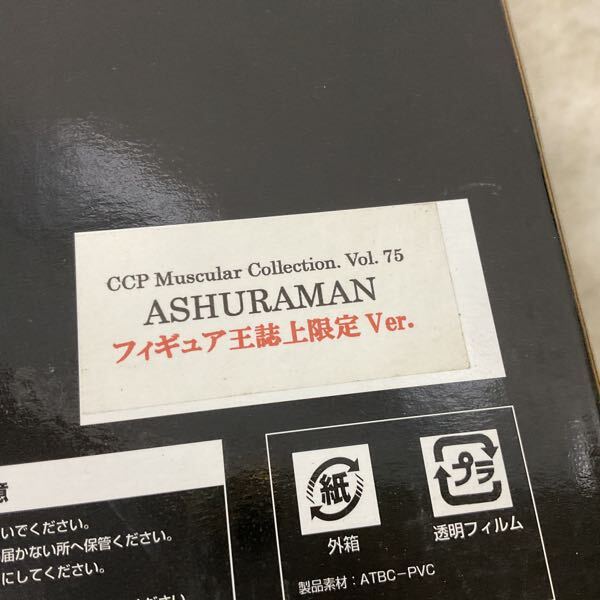 CCP Muscular Collection. Vol. 75
ASHURAMAN
フィギュア王誌上限定 Ver.
意
いでください。
届かない所へ保管ください。
にしてください。
紙
外箱
プラ
透明フィルム
製品素材：ATBC−PVC